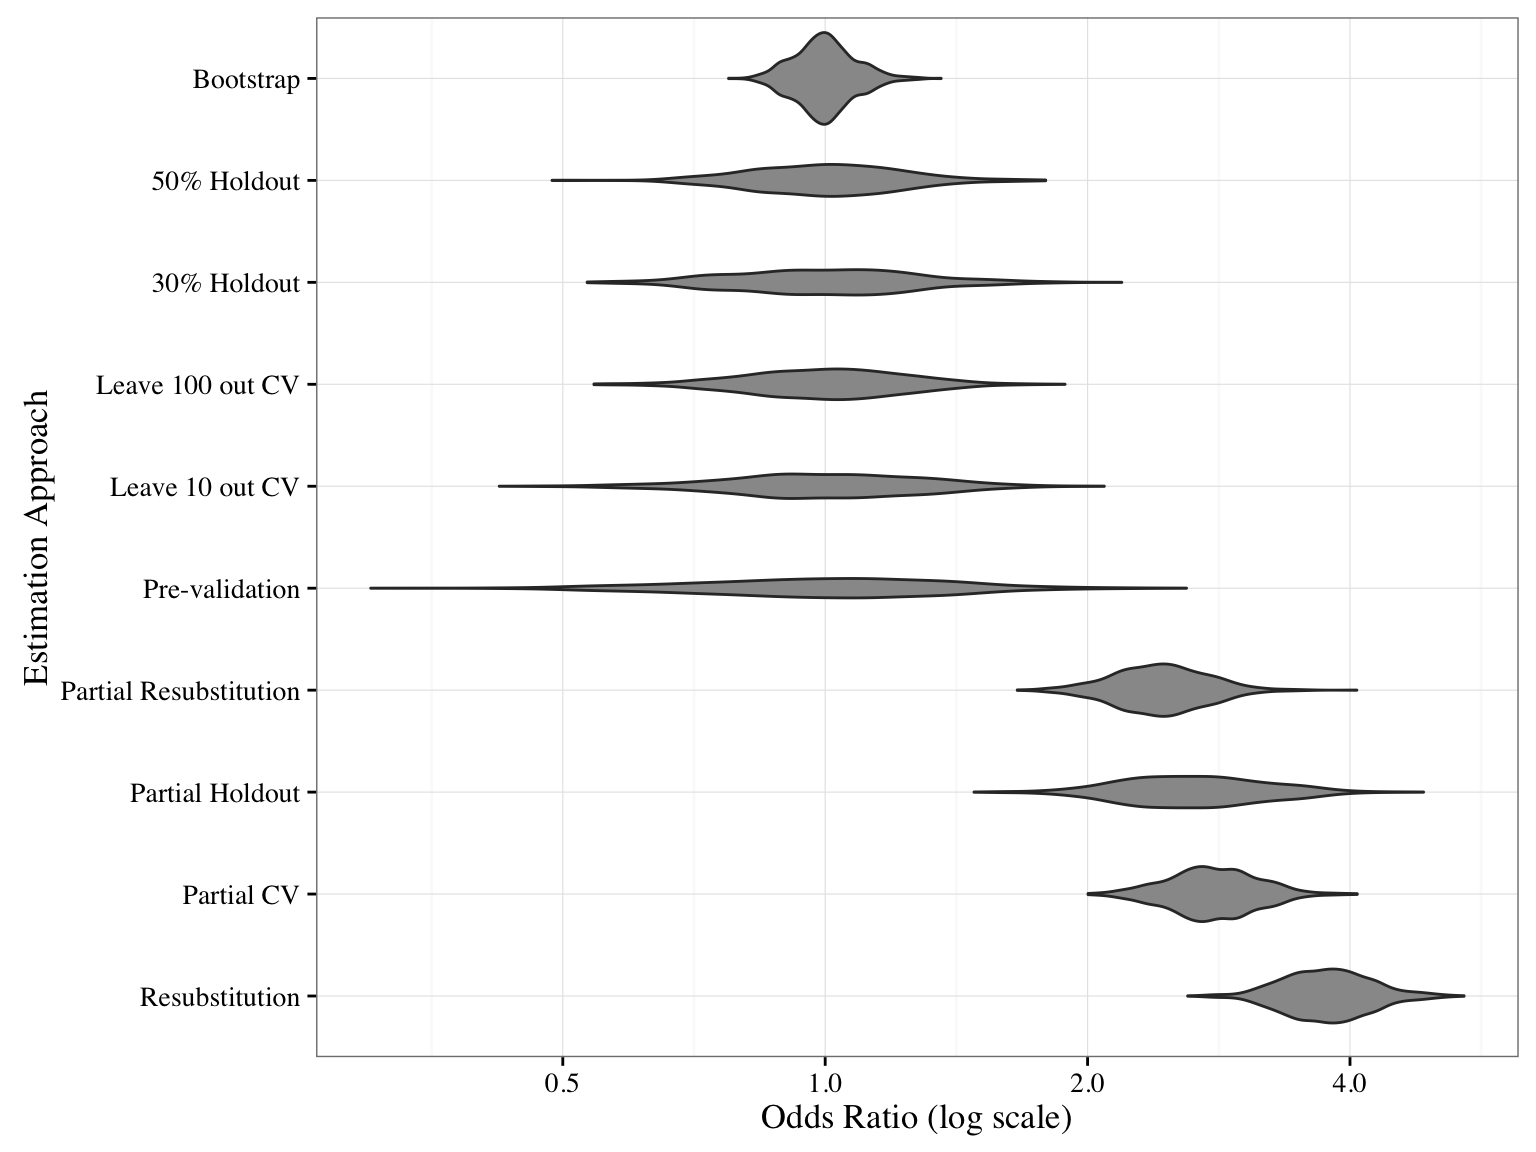 Estimation Approach
Bootstrap
50% Holdout
30% Holdout
Leave 100 out CV
Leave 10 out CV
Pre-validation
Partial Resubstitution
Partial Holdout
Partial CV
Resubstitution
0.5 1.0 2.0 4.0
Odds Ratio (log scale)